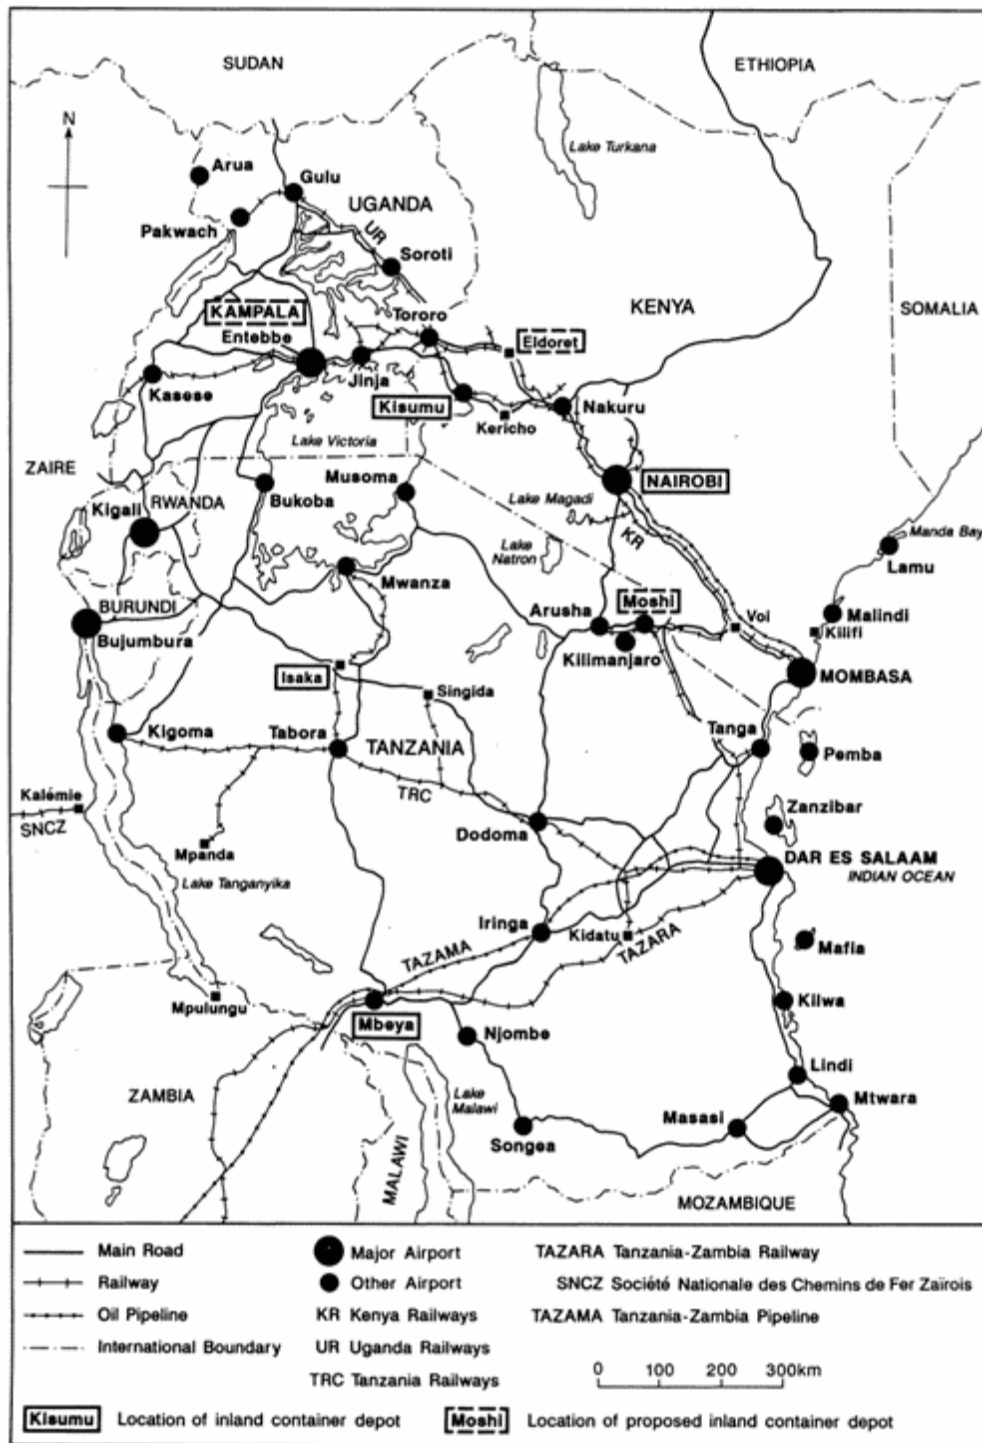 SUDAN
ETHIOPIA
N
Lake Turkana
Arua
Gulu
UGANDA
Pakwach
UR
Soroti
KENYA
SOMALIA
KAMPALA
Tororo
Entebbe
Eldoret
Jinja
Kasese
Kisumu
Nakuru
Kericho
Lake Victoria
ZAIRE
Musoma
NAIROBI
Bukoba
RWANDA
Kigali
Lake Magadi
KR
Manda Bay
Lake
Natron
Lamu
Mwanza
BURUNDI
Arusha
Moshi
Voi
Malindi
Kilifi
Bujumbura
Kilimanjaro
Isaka
MOMBASA
Singida
Kigoma
Tabora
TANZANIA
Tanga
Pemba
Kalémie
SNCZ
TRC
Zanzibar
Dodoma
Mpanda
DAR ES SALAAM
INDIAN OCEAN
Lake Tanganyika
Iringa
Kidatu
TAZAMA
TAZARA
Mafia
Mpulungu
Mbeya
Kilwa
Njombe
Lindi
ZAMBIA
Lake
Malawi
Mtwara
Masasi
Songea
MALAWI
MOZAMBIQUE
Main Road
Major Airport
TAZARA Tanzania-Zambia Railway
Railway
Other Airport
SNCZ Société Nationale des Chemins de Fer Zaïrois
Oil Pipeline
KR Kenya Railways
TAZAMA Tanzania-Zambia Pipeline
International Boundary
UR Uganda Railways
TRC Tanzania Railways
0 100 200 300km
Kisumu Location of inland container depot
Moshi Location of proposed inland container depot